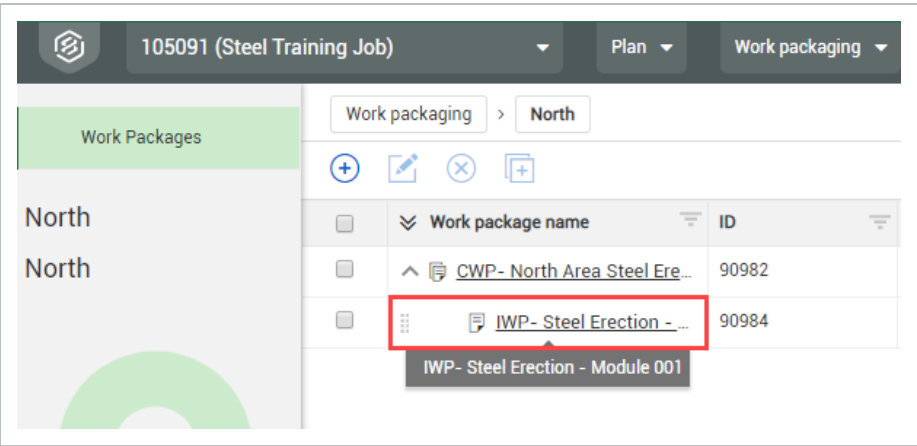 105091 (Steel Training Job)
Plan
Work packaging
Work Packages
Work packaging > North
North
North
Work package name
ID
CWP- North Area Steel Ere...
90982
IWP- Steel Erection - ...
90984
IWP- Steel Erection - Module 001